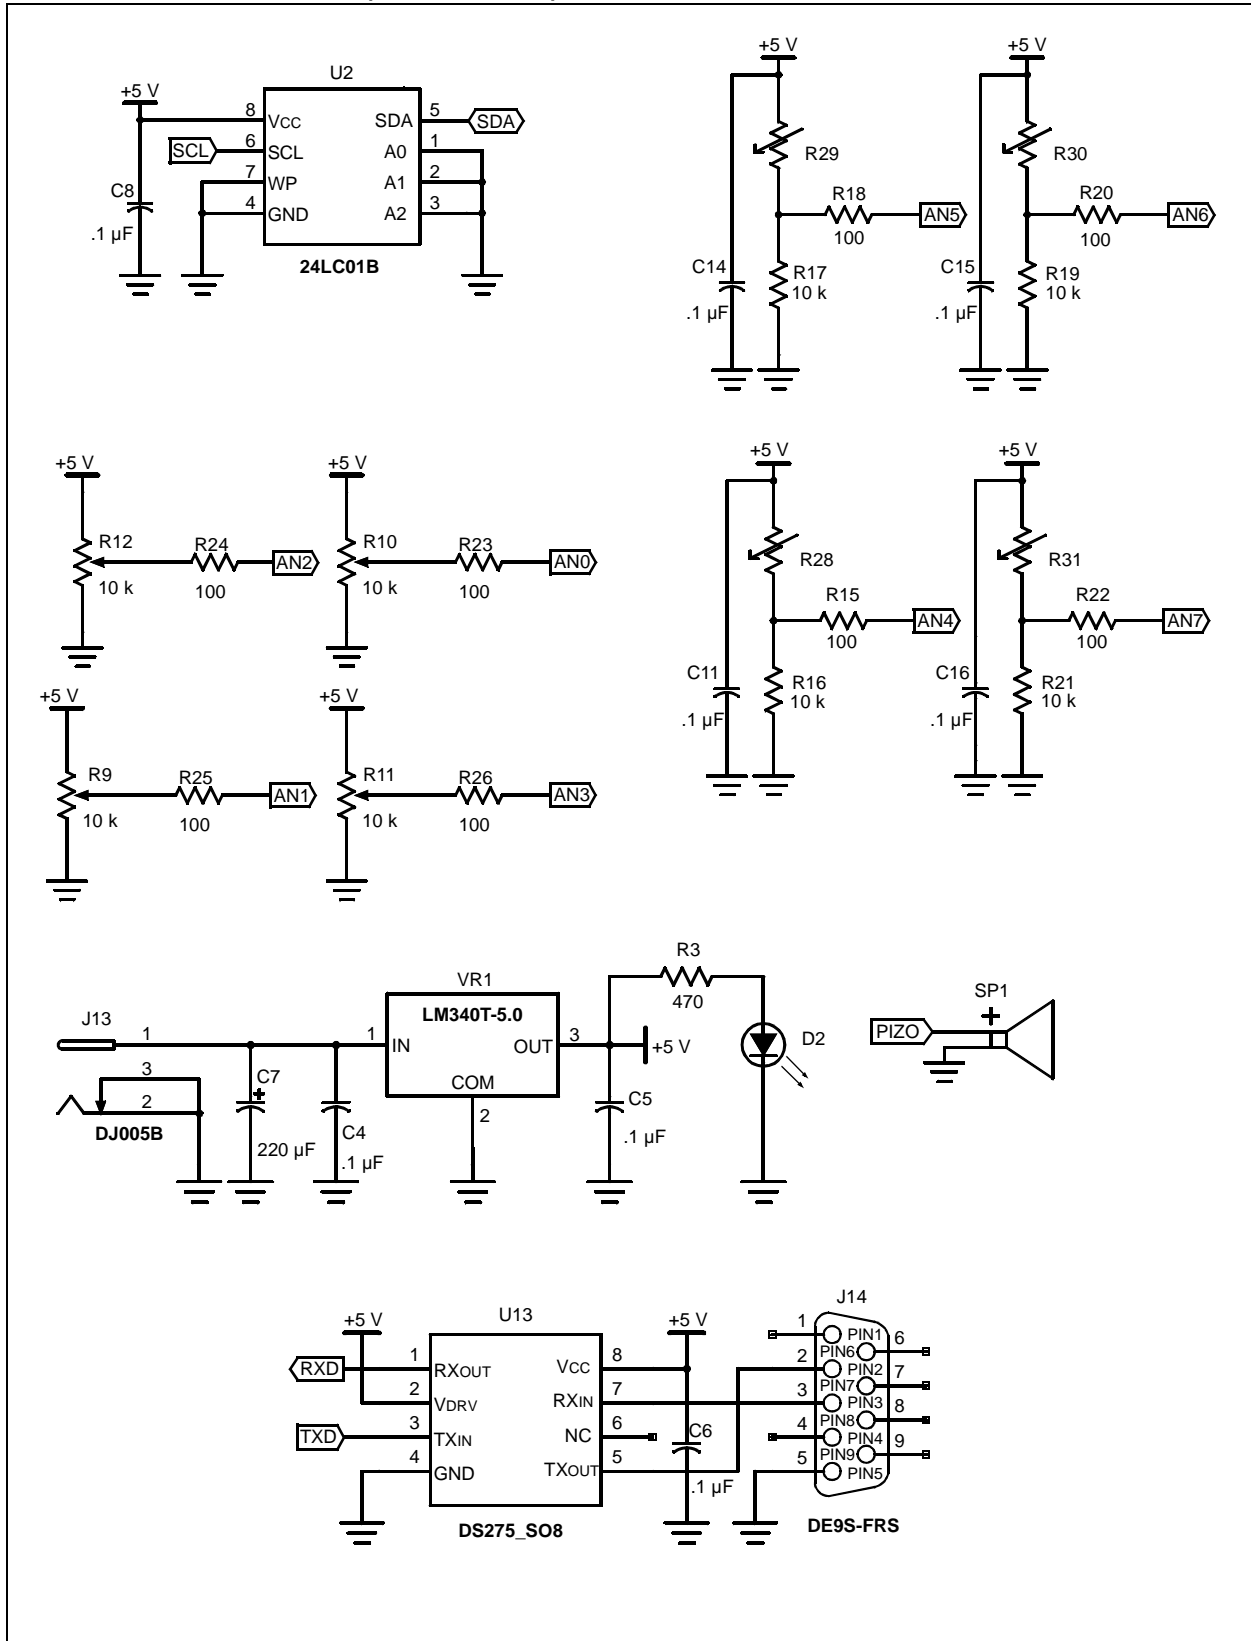 U2
+5 V
8
VCC
SDA
5
SDA
SCL
6
SCL
A0
1
7
WP
A1
2
4
GND
A2
3
C8
.1 µF
24LC01B
+5 V
R29
R18
100
AN5
C14
.1 µF
R17
10 k
+5 V
R30
R20
100
AN6
C15
.1 µF
R19
10 k
+5 V
R12
10 k
R24
100
AN2
+5 V
R10
10 k
R23
100
AN0
+5 V
R28
R15
100
AN4
C11
.1 µF
R16
10 k
+5 V
R31
R22
100
AN7
C16
.1 µF
R21
10 k
+5 V
R9
10 k
R25
100
AN1
+5 V
R11
10 k
R26
100
AN3
J13
1
3
2
DJ005B
C7
+
220 µF
C4
.1 µF
VR1
LM340T-5.0
1
IN
OUT
3
COM
2
+5 V
C5
.1 µF
R3
470
D2
SP1
+
PIZO
U13
+5 V
RXD
1
RXOUT
2
VDRV
TXD
3
TXIN
4
GND
VCC
8
RXIN
7
NC
6
TXOUT
5
DS275_SO8
+5 V
C6
.1 µF
J14
1
PIN1
6
PIN6
2
PIN2
7
PIN7
3
PIN3
8
PIN8
4
PIN4
9
PIN9
5
PIN5
DE9S-FRS